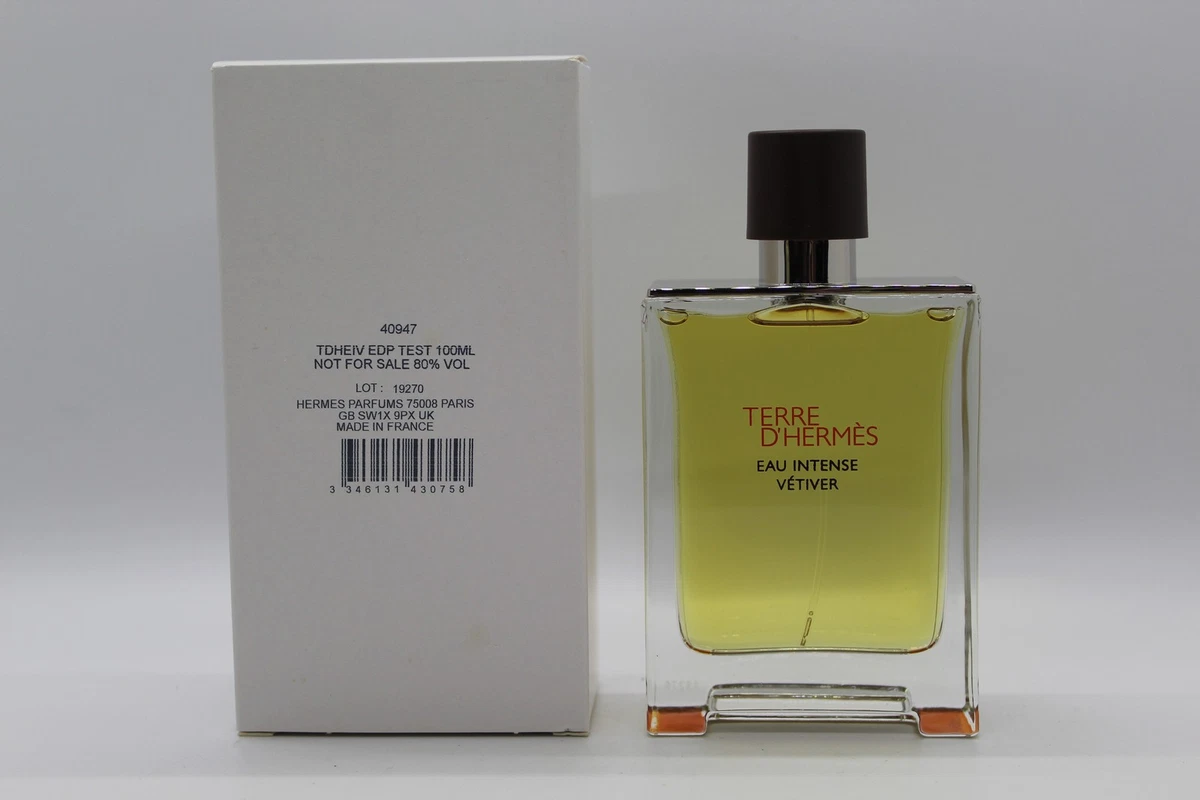 40947
TDHEIV EDP TEST 100ML
NOT FOR SALE 80% VOL
LOT : 19270
HERMES PARFUMS 75008 PARIS
GB SW1X 9PX UK
MADE IN FRANCE
3 346131 430758
TERRE
D'HERMÈS
EAU INTENSE
VÉTIVER